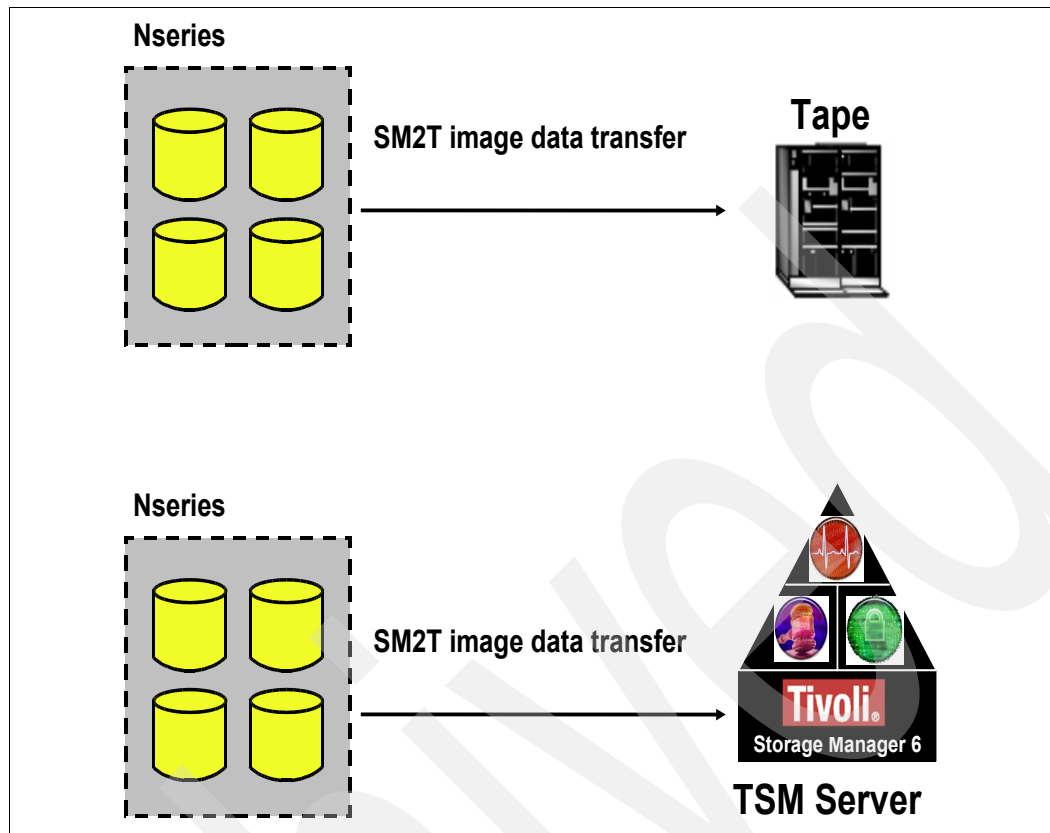 Nseries
SM2T image data transfer
Tape
Nseries
SM2T image data transfer
Tivoli®
Storage Manager 6
TSM Server